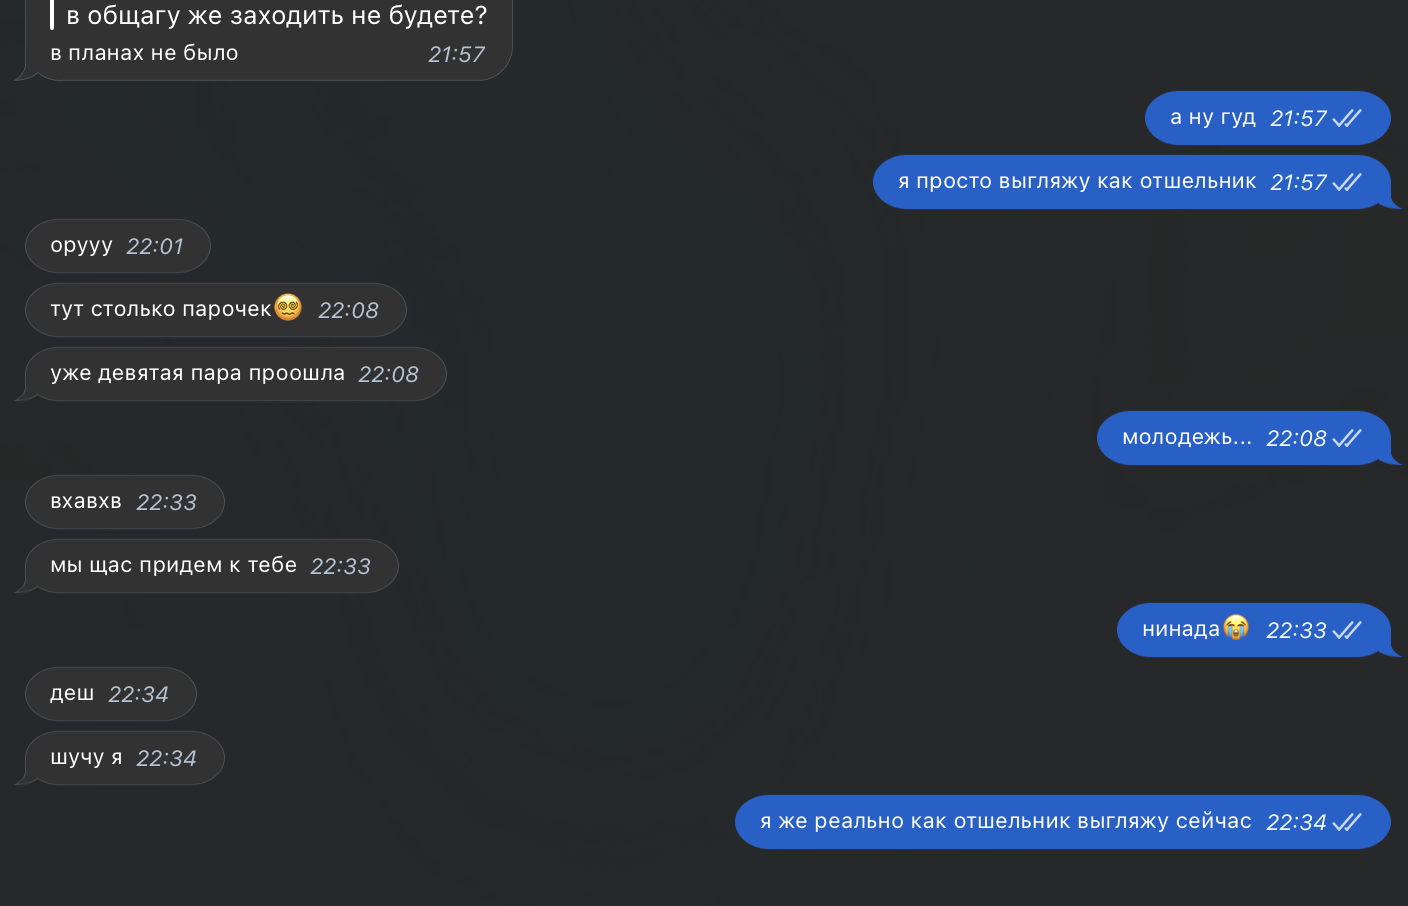 в общагу же заходить не будете?
в планах не было 21:57
а ну гуд 21:57
я просто выгляжу как отшельник 21:57
орууу 22:01
тут столько парочек😵‍💫 22:08
уже девятая пара проошла 22:08
молодежь... 22:08
вхавхв 22:33
мы щас придем к тебе 22:33
нинада😭 22:33
деш 22:34
шучу я 22:34
я же реально как отшельник выгляжу сейчас 22:34